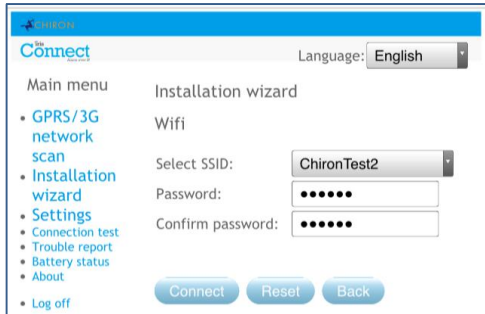 CHIRON
Iris
Connect
Language: English
Main menu
GPRS/3G
network
scan
Installation
wizard
Settings
Connection test
Trouble report
Battery status
About
Log off
Installation wizard
Wifi
Select SSID: ChironTest2
Password: ••••••
Confirm password: ••••••
Connect Reset Back